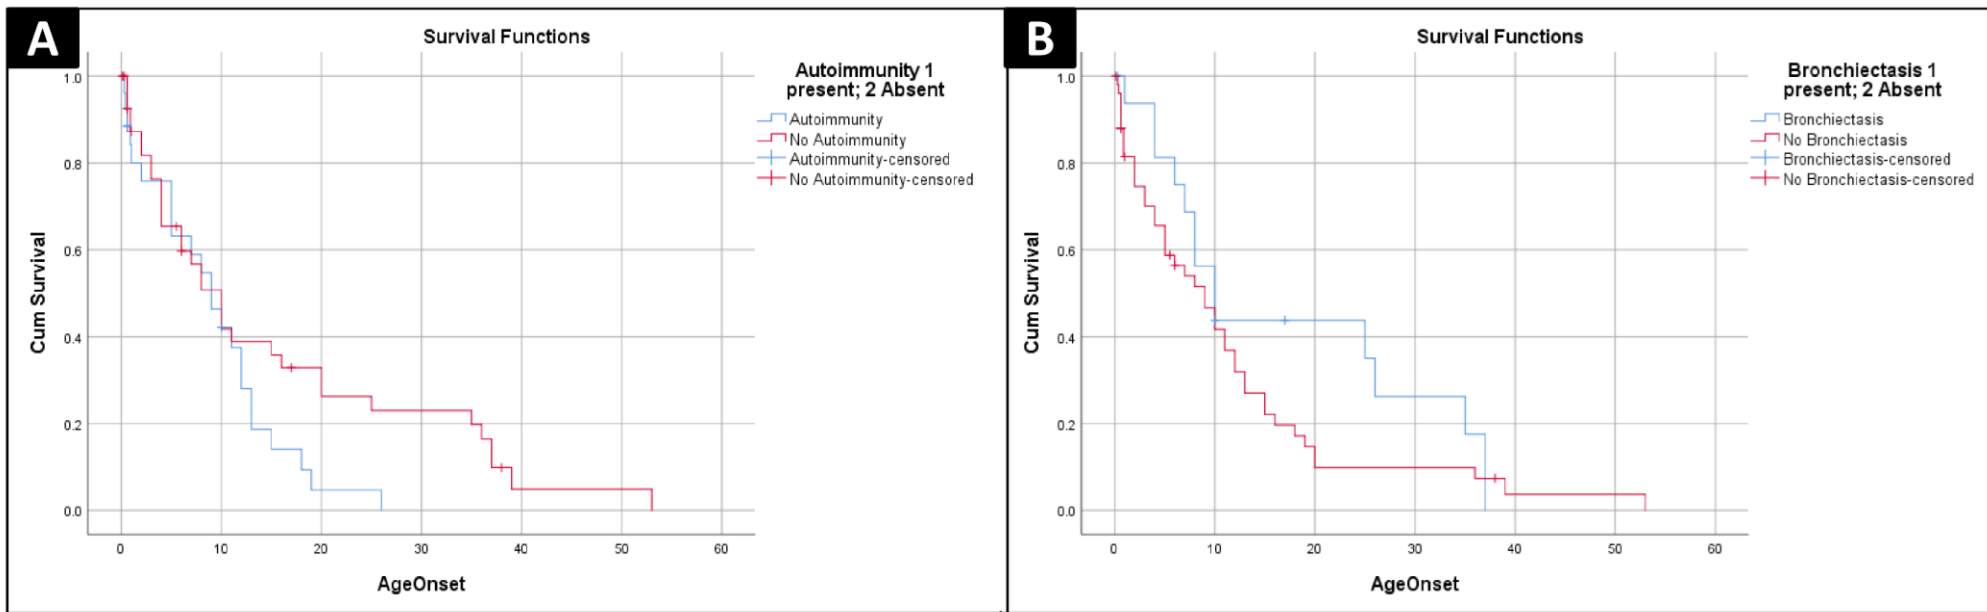 A
Survival Functions
1.0
0.8
0.6
0.4
0.2
0.0
Cum Survival
0 10 20 30 40 50 60
AgeOnset
Autoimmunity 1
present; 2 Absent
Autoimmunity
No Autoimmunity
Autoimmunity-censored
No Autoimmunity-censored
B
Survival Functions
1.0
0.8
0.6
0.4
0.2
0.0
Cum Survival
0 10 20 30 40 50 60
AgeOnset
Bronchiectasis 1
present; 2 Absent
Bronchiectasis
No Bronchiectasis
Bronchiectasis-censored
No Bronchiectasis-censored